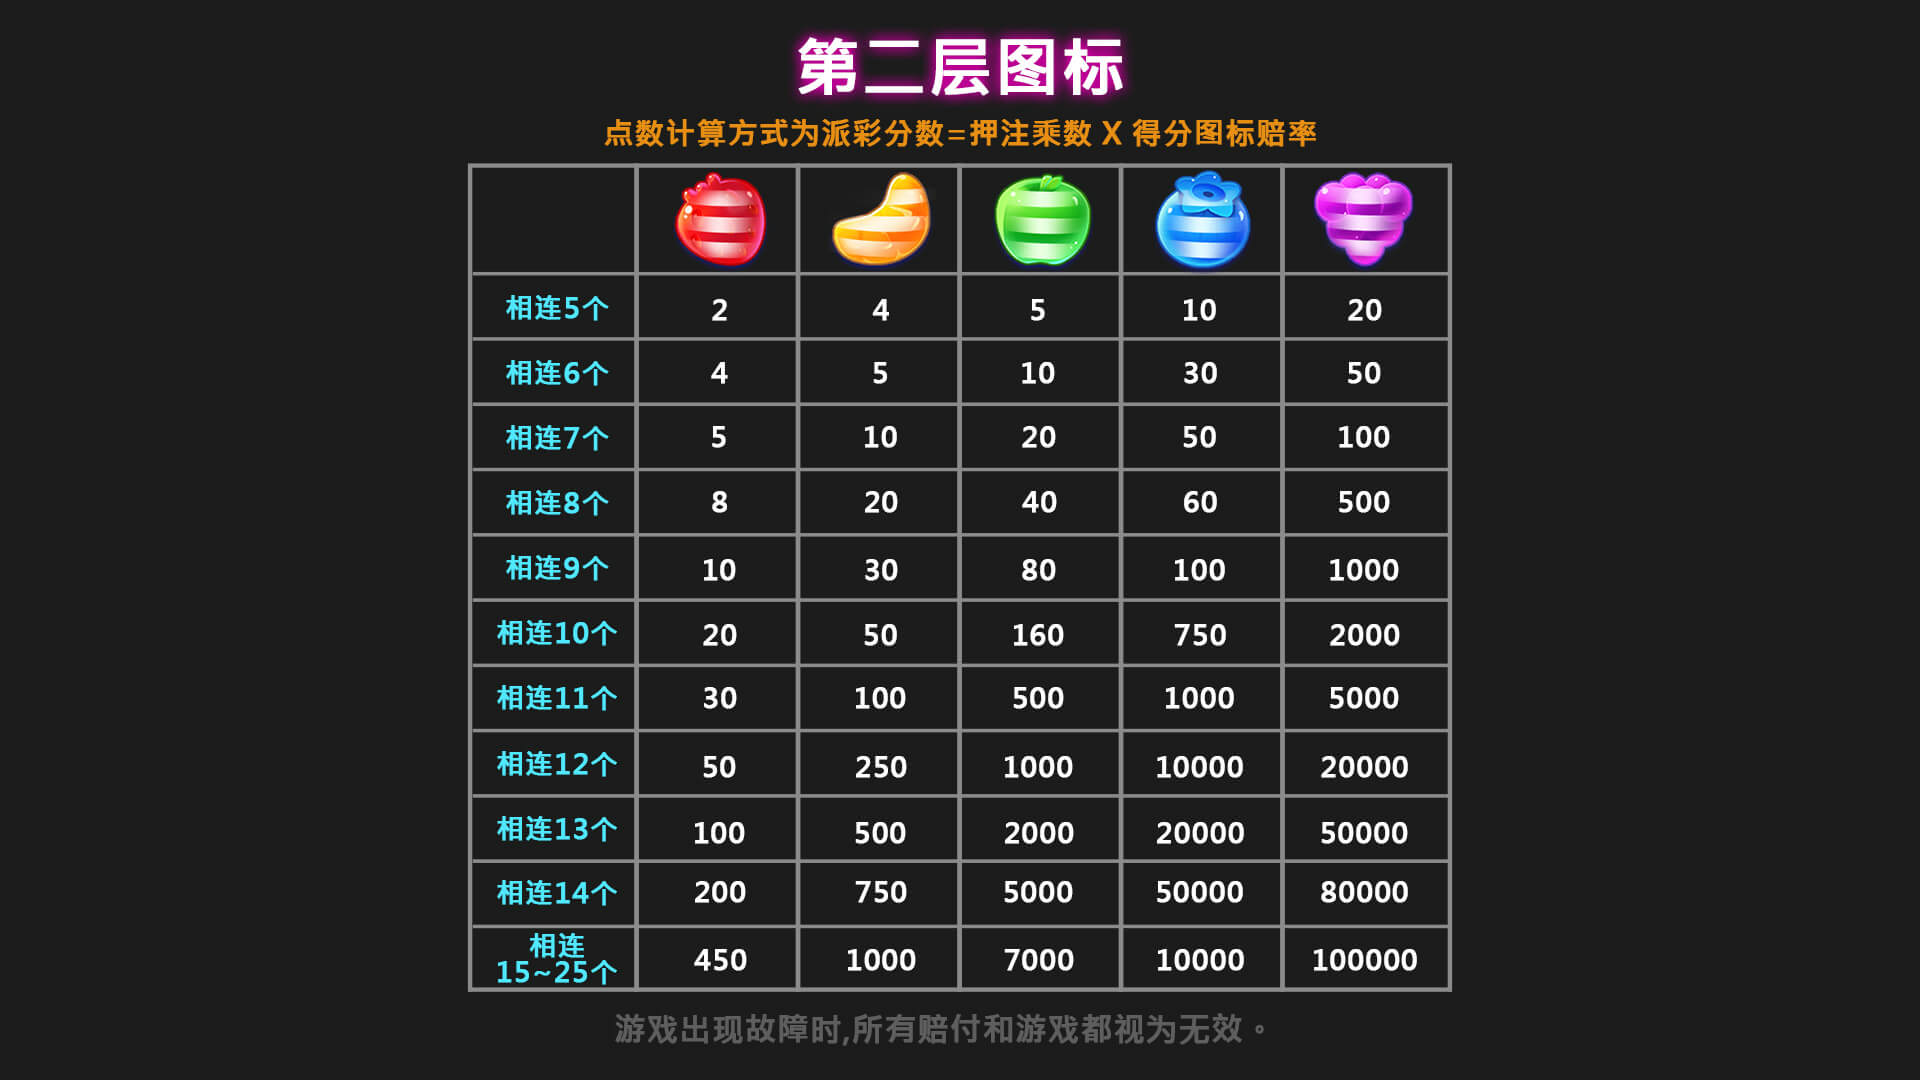 第二层图标
点数计算方式为派彩分数=押注乘数 X 得分图标赔率
相连5个 2 4 5 10 20
相连6个 4 5 10 30 50
相连7个 5 10 20 50 100
相连8个 8 20 40 60 500
相连9个 10 30 80 100 1000
相连10个 20 50 160 750 2000
相连11个 30 100 500 1000 5000
相连12个 50 250 1000 10000 20000
相连13个 100 500 2000 20000 50000
相连14个 200 750 5000 50000 80000
相连
15~25个 450 1000 7000 10000 100000
游戏出现故障时,所有赔付和游戏都视为无效。